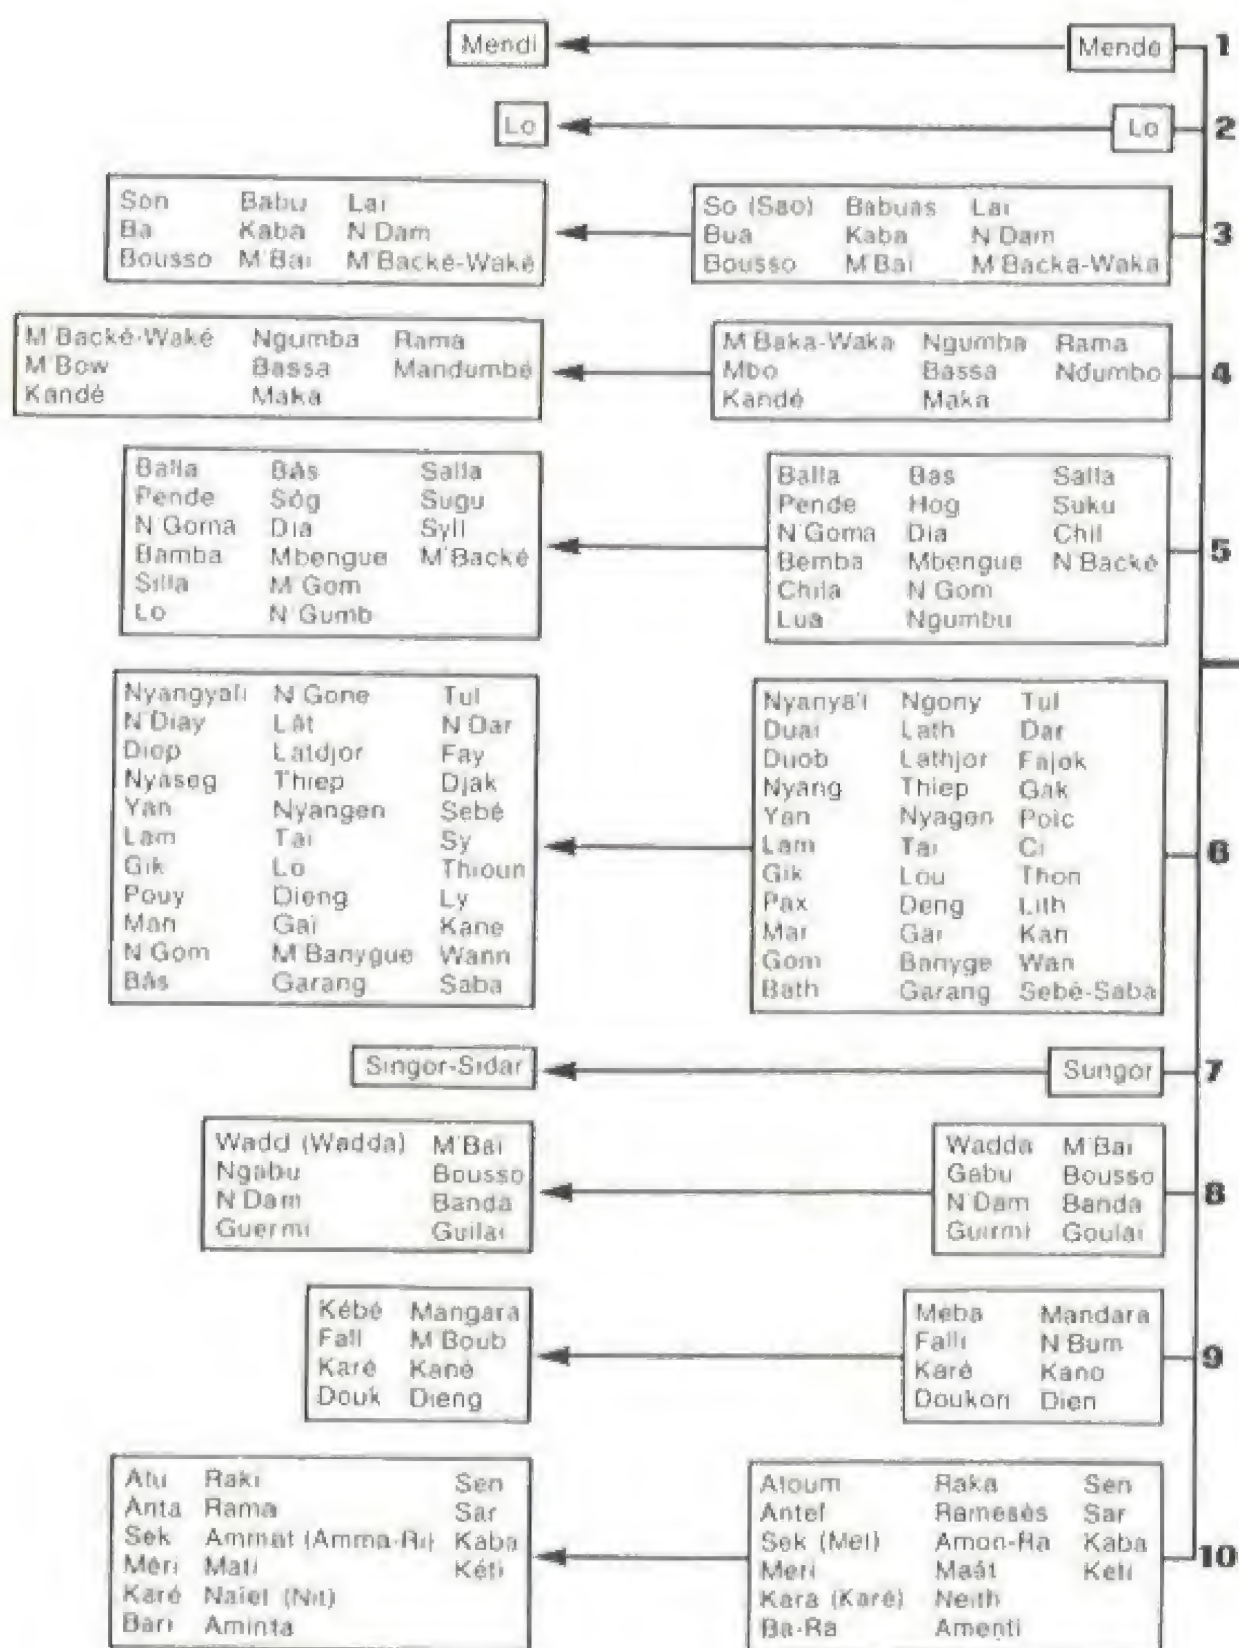 Mendi Mende 1
Lo Lo 2
Son Babu Lai So (Sao) Babuas Lai
Ba Kaba N'Dam Bua Kaba N'Dam 3
Bousso M'Bai M'Backé-Waké Bousso M'Bai M'Backa-Waka
M'Backé-Waké Ngumba Rama M'Baka-Waka Ngumba Rama
M'Bow Bassa Mandumbé Mbo Bassa Ndumbo 4
Kandé Maka Kandé Maka
Balla Bâs Salla Balla Bas Salla
Pende Sôg Sugu Pende Hog Suku
N'Goma Dia Syll N'Goma Dia Chil
Bamba Mbengue M'Backé Bemba Mbengue N'Backé 5
Silla M'Gom Chila N'Gom
Lo N'Gumb Lua Ngumbu
Nyangyali N'Gone Tul Nyanya'i Ngony Tul
N'Diay Lât N'Dar Duai Lath Dar
Diop Latdjor Fay Duob Lathjor Fajok
Nyaseg Thiep Djak Nyang Thiep Gak
Yan Nyangen Sebé Yan Nyagen Poic
Lam Tai Sy Lam Tai Ci 6
Gik Lo Thioun Gik Lou Thon
Pouy Dieng Ly Pax Deng Lith
Man Gai Kane Mar Gai Kan
N'Gom M'Banygue Wann Gom Banyge Wan
Bâs Garang Saba Bath Garang Sebé-Saba
Singor-Sidar Sungor 7
Wadd (Wadda) M'Bai Wadda M'Bai
Ngabu Bousso Gabu Bousso
N'Dam Banda N'Dam Banda 8
Guermi Guilai Guirmi Goulai
Kébé Mangara Méba Mandara
Fall M'Boub Falli N'Bum
Karé Kané Karé Kano 9
Douk Dieng Doukon Dien
Atu Raki Sen Atoum Raka Sen
Anta Rama Sar Antef Ramesès Sar
Sek Ammat (Amma-Ri) Kaba Sek (Met) Amon-Ra Kaba
Méri Mati Kéti Meri Maât Keti 10
Karé Naïel (Nit) Kara (Karé) Neith
Bari Aminta Ba-Ra Amenti